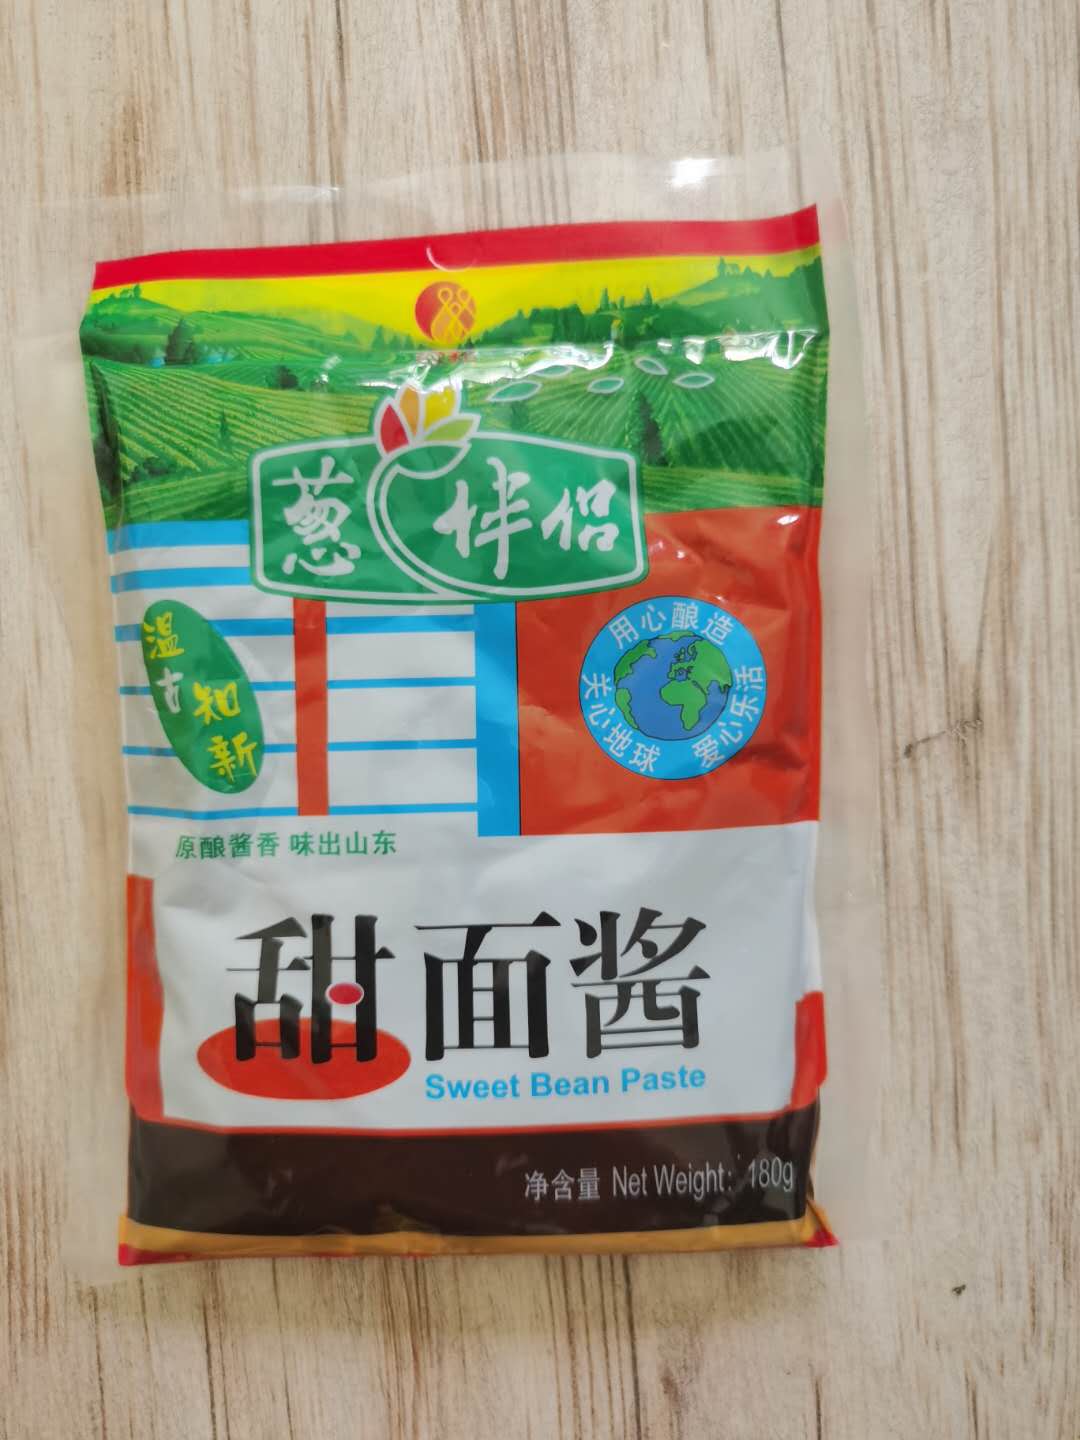 葱伴侣
用心酿造
关心地球 爱心乐活
温古
知新
原酿酱香 味出山东
甜面酱
Sweet Bean Paste
净含量 Net Weight: 180g